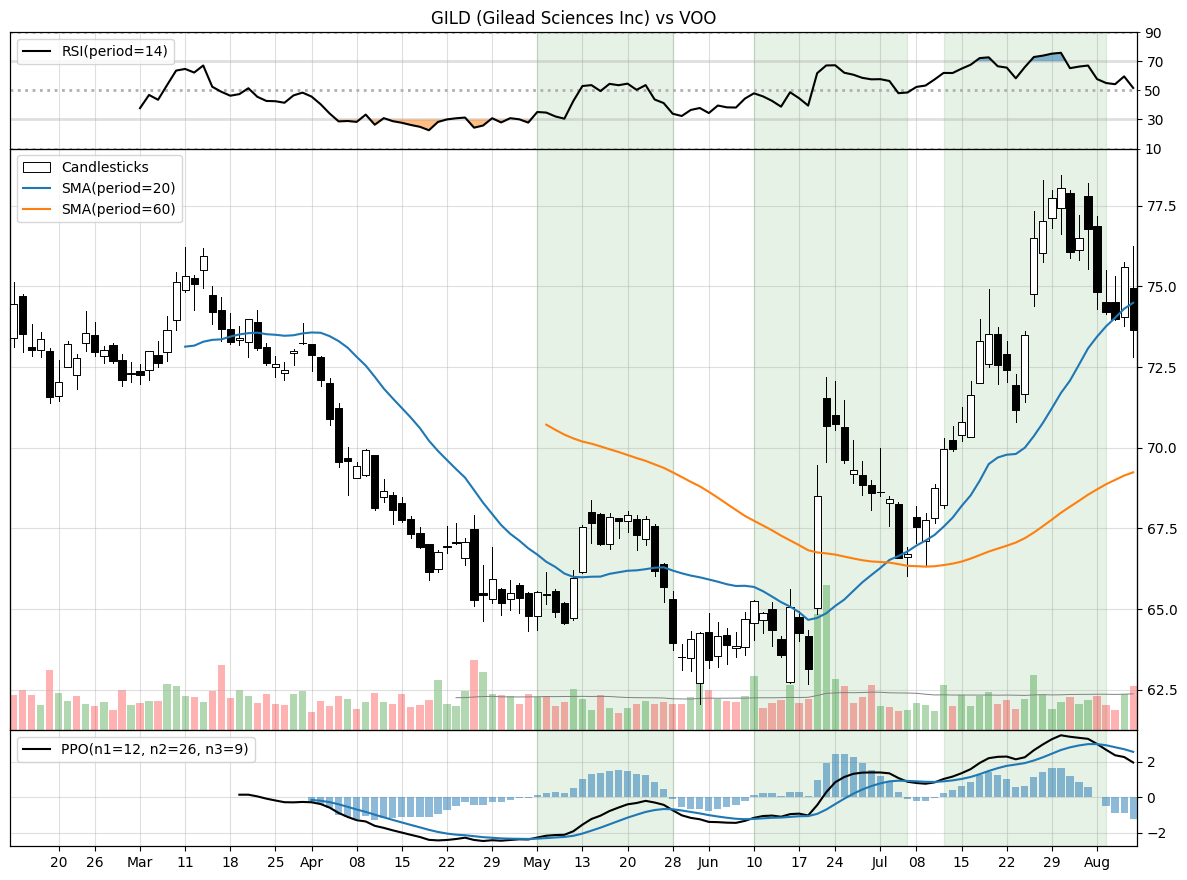 GILD (Gilead Sciences Inc) vs VOO
RSI(period=14)
90
70
50
30
10
Candlesticks
SMA(period=20)
SMA(period=60)
77.5
75.0
72.5
70.0
67.5
65.0
62.5
PPO(n1=12, n2=26, n3=9)
2
0
−2
20 26 Mar 11 18 25 Apr 08 15 22 29 May 13 20 28 Jun 10 17 24 Jul 08 15 22 29 Aug